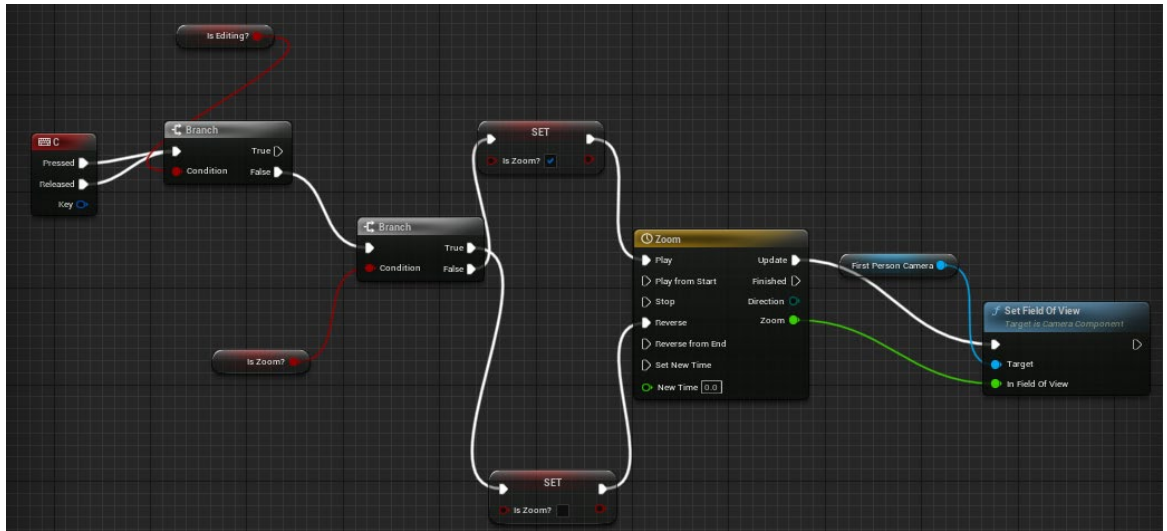 Is Editing?
C
Pressed
Released
Key
Branch
True
Condition
False
Branch
True
Condition
False
Is Zoom?
SET
Is Zoom?
SET
Is Zoom?
Zoom
Play
Update
Play from Start
Finished
Stop
Direction
Reverse
Zoom
Reverse from End
Set New Time
New Time 0.0
First Person Camera
f Set Field Of View
Target is Camera Component
Target
In Field Of View